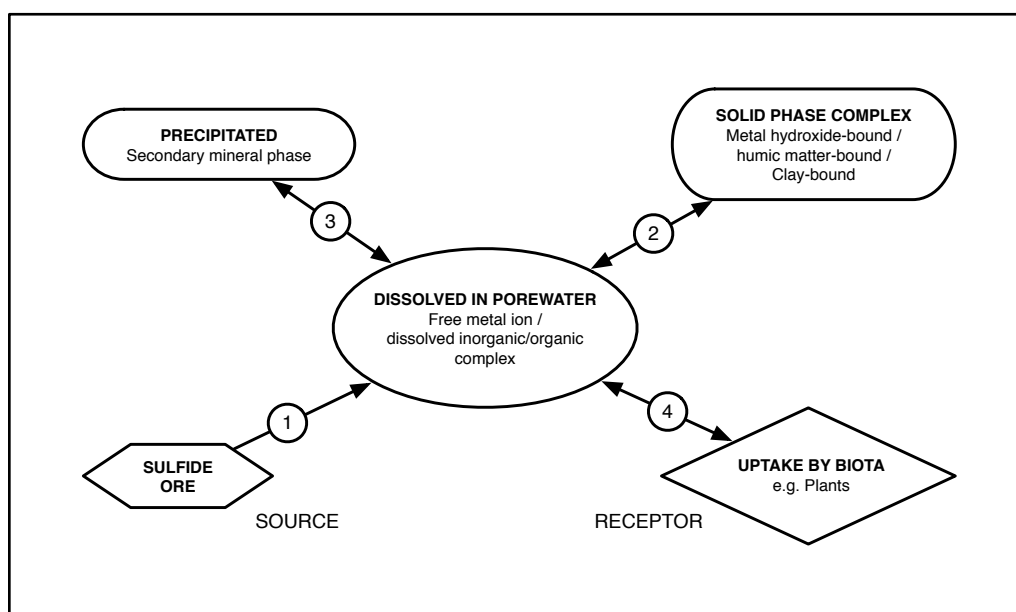 PRECIPITATED
Secondary mineral phase
SOLID PHASE COMPLEX
Metal hydroxide-bound /
humic matter-bound /
Clay-bound
3
2
DISSOLVED IN POREWATER
Free metal ion /
dissolved inorganic/organic
complex
1
4
SULFIDE
ORE
UPTAKE BY BIOTA
e.g. Plants
SOURCE
RECEPTOR